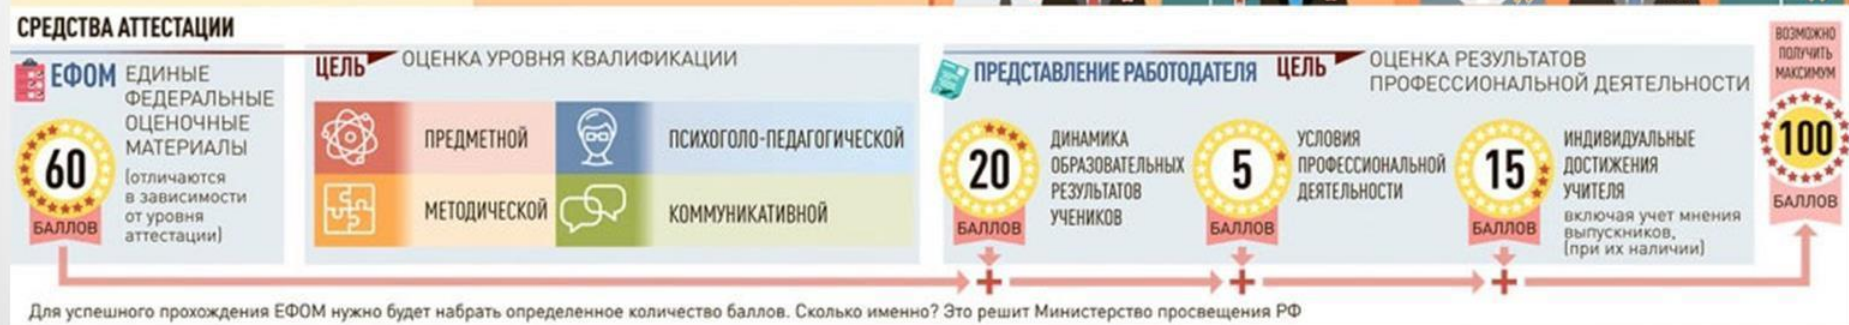 СРЕДСТВА АТТЕСТАЦИИ
ЕФОМ
ЕДИНЫЕ
ФЕДЕРАЛЬНЫЕ
ОЦЕНОЧНЫЕ
МАТЕРИАЛЫ
(отличаются
в зависимости
от уровня
аттестации)
60
БАЛЛОВ
ЦЕЛЬ
ОЦЕНКА УРОВНЯ КВАЛИФИКАЦИИ
ПРЕДМЕТНОЙ
ПСИХОГОЛО-ПЕДАГОГИЧЕСКОЙ
МЕТОДИЧЕСКОЙ
КОММУНИКАТИВНОЙ
ПРЕДСТАВЛЕНИЕ РАБОТОДАТЕЛЯ
ЦЕЛЬ
ОЦЕНКА РЕЗУЛЬТАТОВ
ПРОФЕССИОНАЛЬНОЙ ДЕЯТЕЛЬНОСТИ
20
БАЛЛОВ
ДИНАМИКА
ОБРАЗОВАТЕЛЬНЫХ
РЕЗУЛЬТАТОВ
УЧЕНИКОВ
5
БАЛЛОВ
УСЛОВИЯ
ПРОФЕССИОНАЛЬНОЙ
ДЕЯТЕЛЬНОСТИ
15
БАЛЛОВ
ИНДИВИДУАЛЬНЫЕ
ДОСТИЖЕНИЯ
УЧИТЕЛЯ
включая учет мнения
выпускников,
(при их наличии)
ВОЗМОЖНО
ПОЛУЧИТЬ
МАКСИМУМ
100
БАЛЛОВ
+
+
+
Для успешного прохождения ЕФОМ нужно будет набрать определенное количество баллов. Сколько именно? Это решит Министерство просвещения РФ